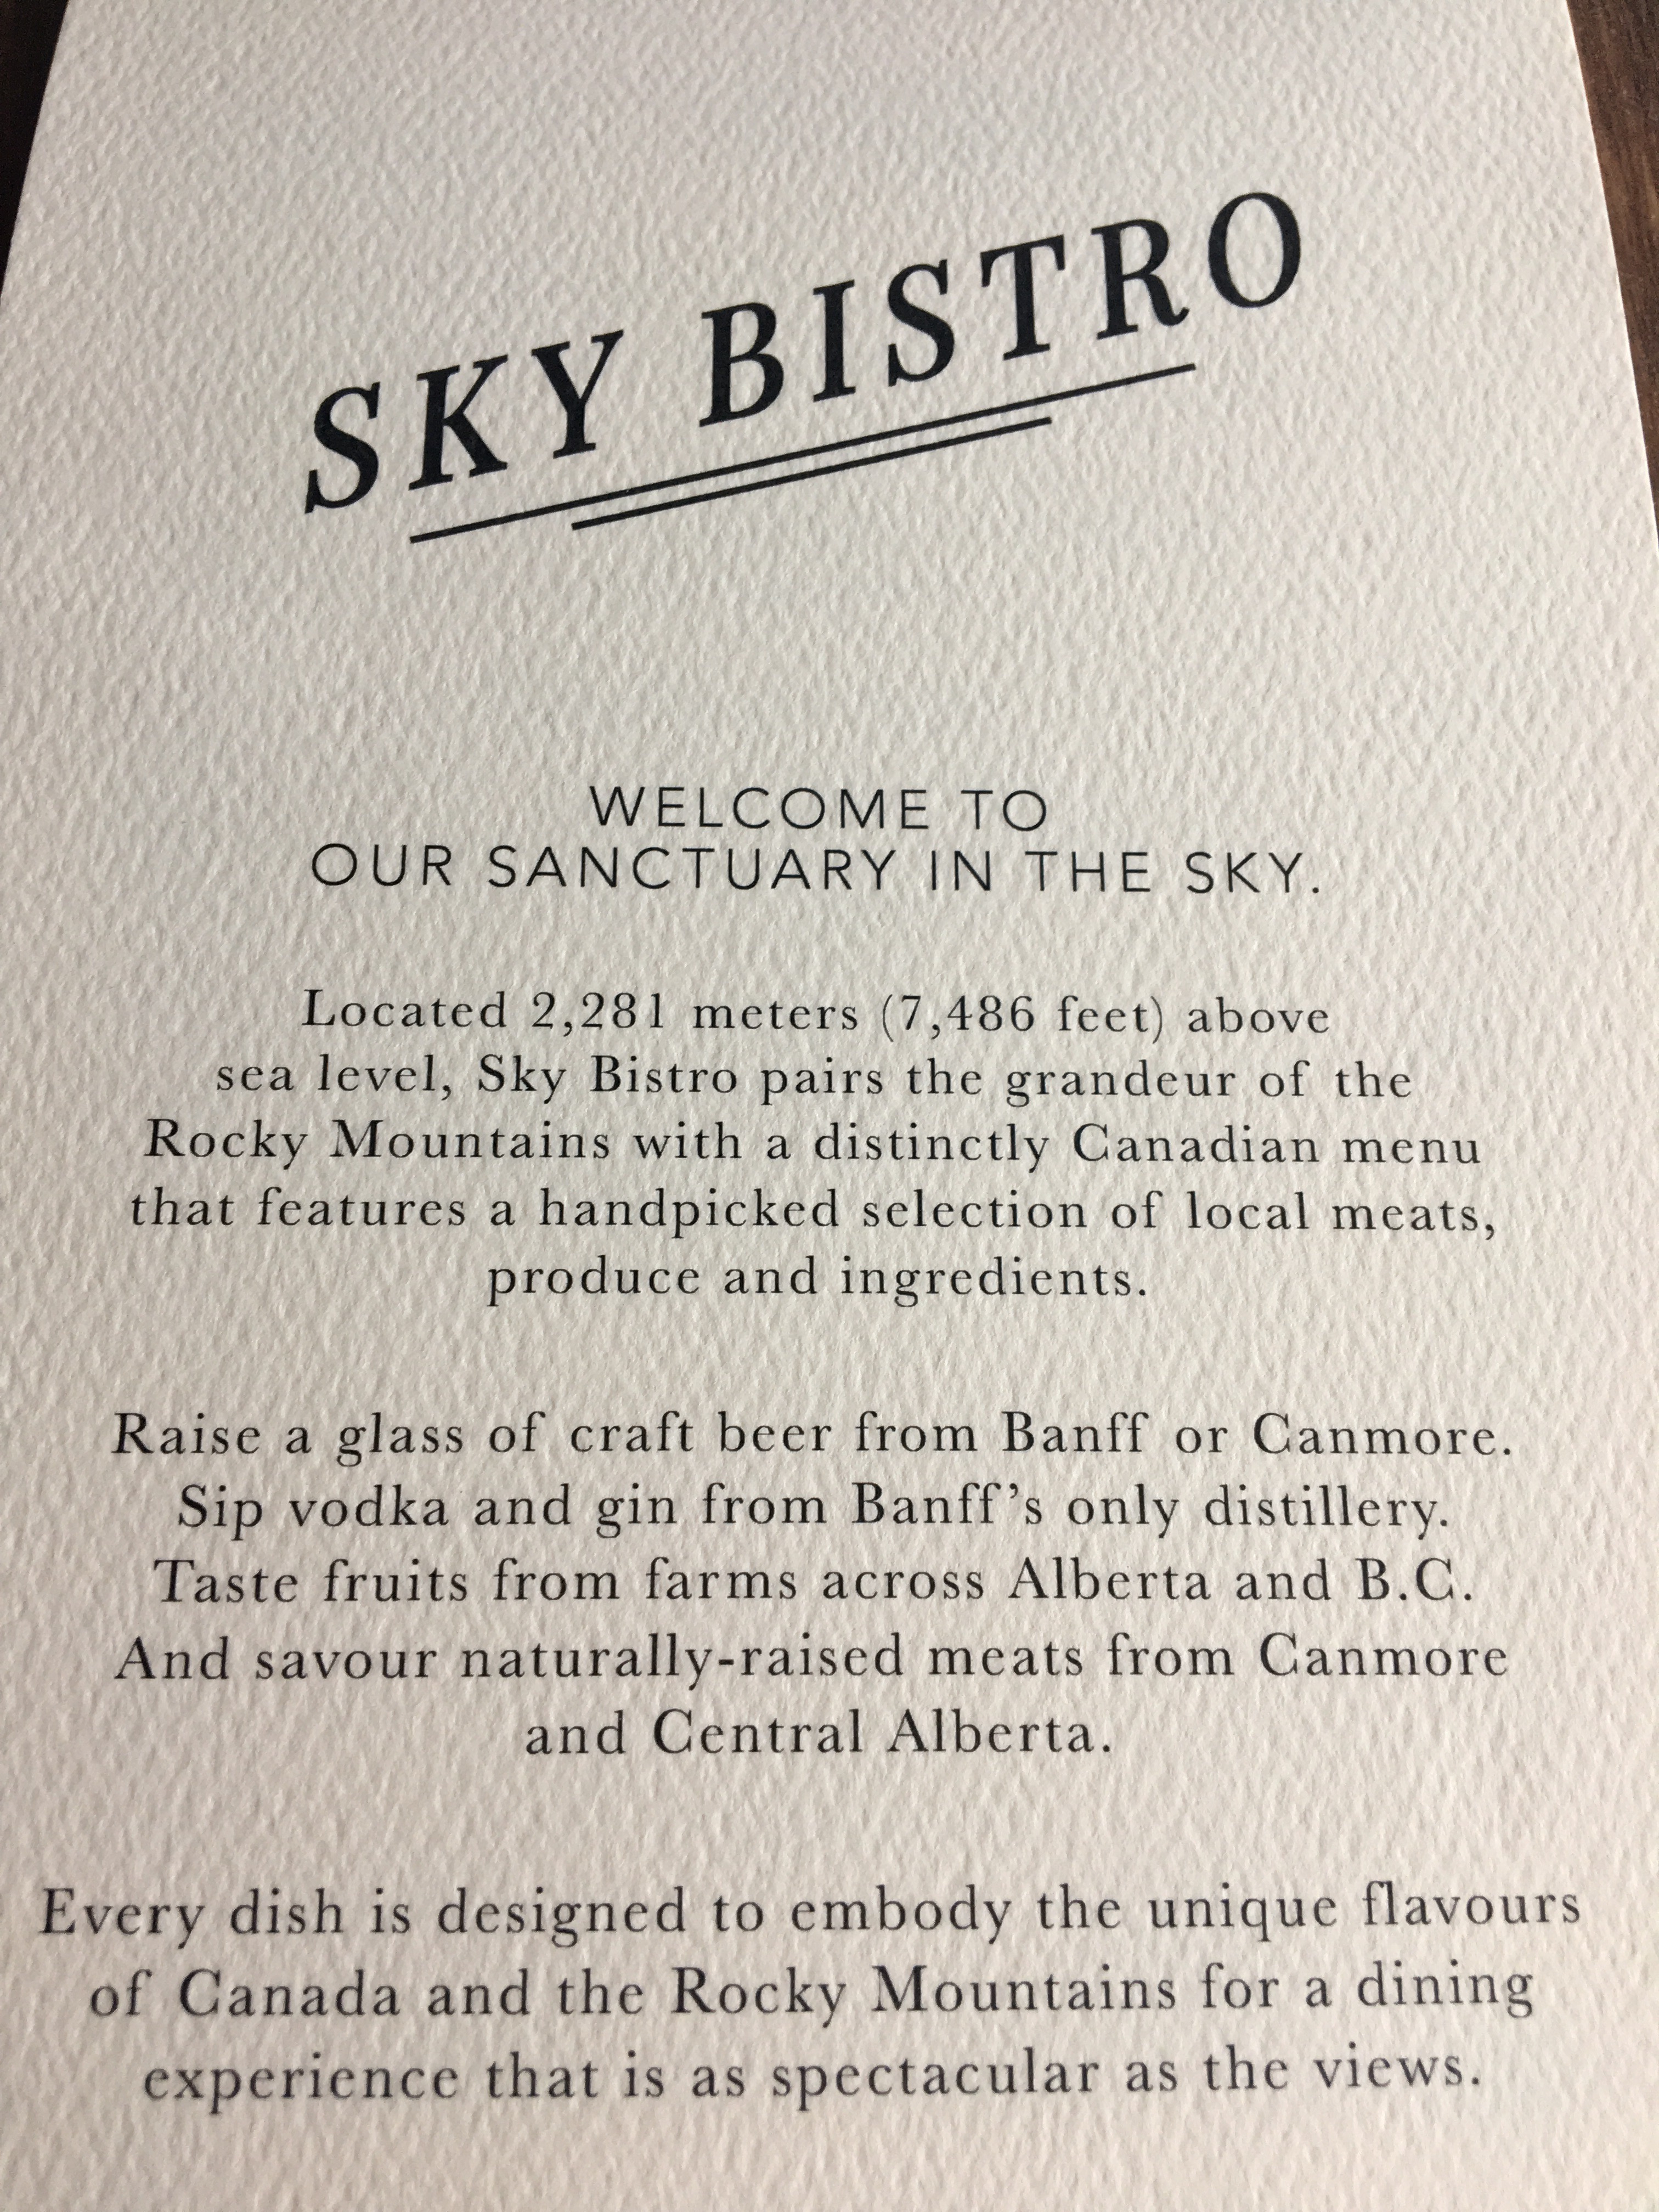 SKY BISTRO
WELCOME TO
OUR SANCTUARY IN THE SKY.
Located 2,281 meters (7,486 feet) above
sea level, Sky Bistro pairs the grandeur of the
Rocky Mountains with a distinctly Canadian menu
that features a handpicked selection of local meats,
produce and ingredients.
Raise a glass of craft beer from Banff or Canmore.
Sip vodka and gin from Banff’s only distillery.
Taste fruits from farms across Alberta and B.C.
And savour naturally-raised meats from Canmore
and Central Alberta.
Every dish is designed to embody the unique flavours
of Canada and the Rocky Mountains for a dining
experience that is as spectacular as the views.